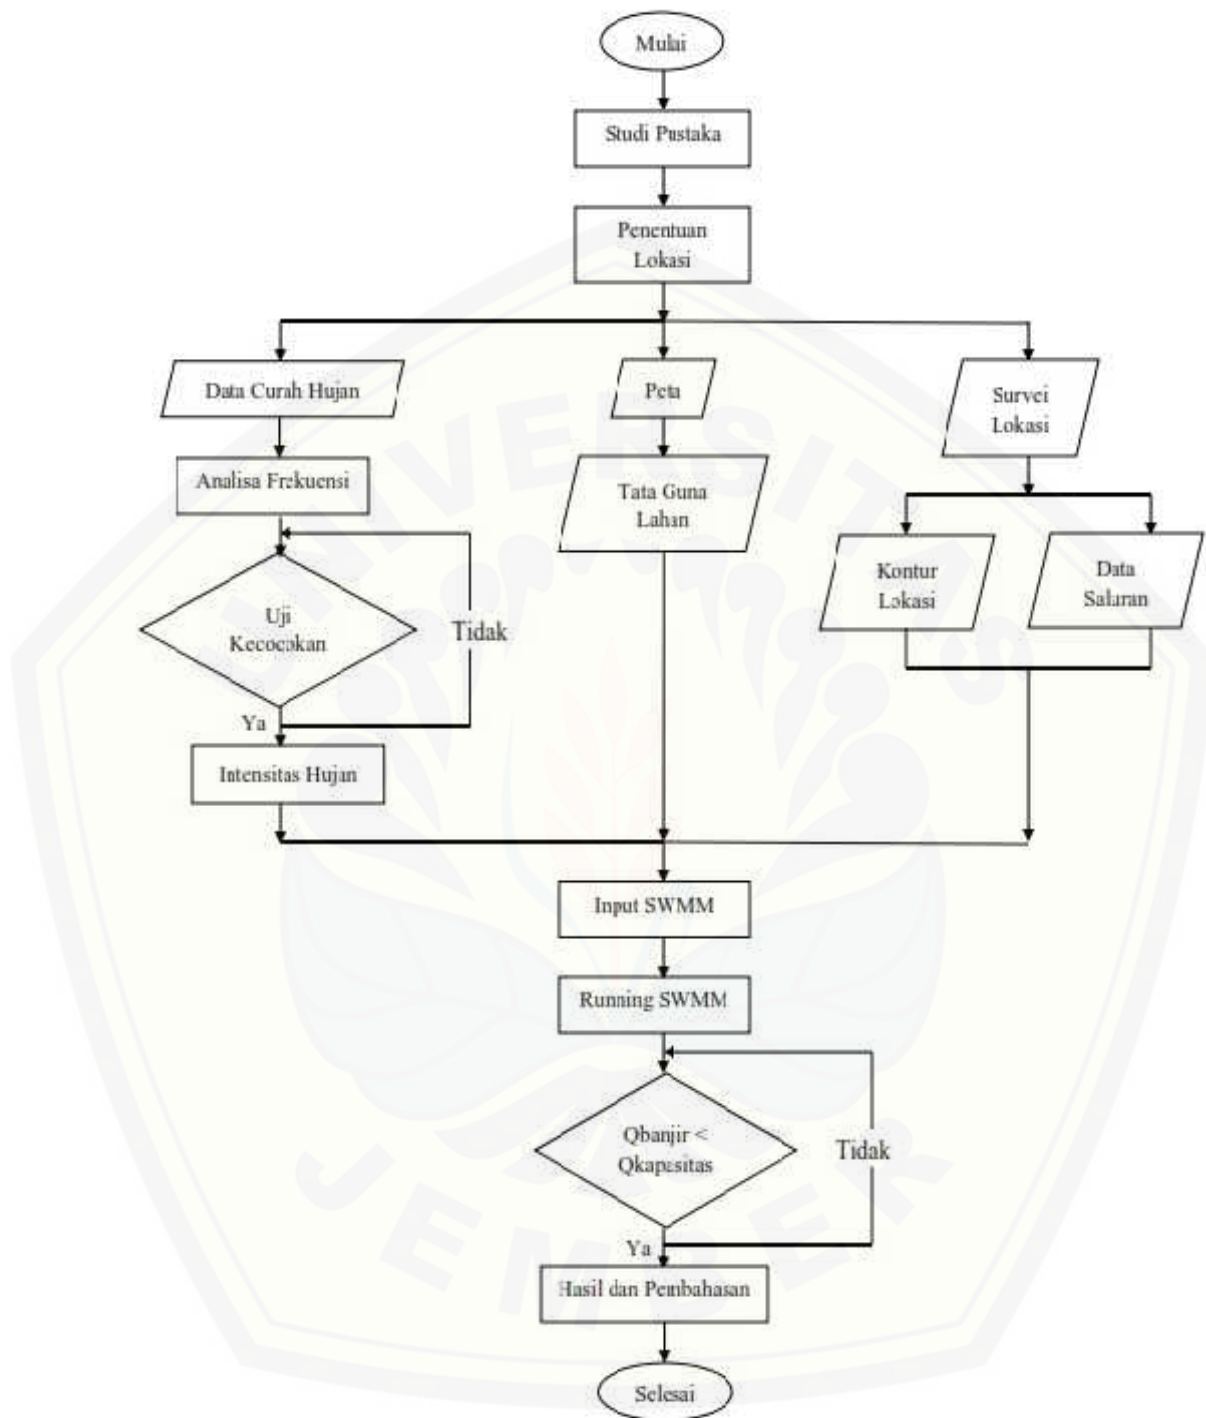 Mulai
Studi Pustaka
Penentuan
Lokasi
Data Curah Hujan
Peta
Survei
Lokasi
Analisa Frekuensi
Tata Guna
Lahan
Kontur
Lokasi
Data
Saluran
Uji
Kecocokan
Tidak
Ya
Intensitas Hujan
Input SWMM
Running SWMM
Qbanjir <
Qkapasitas
Tidak
Ya
Hasil dan Pembahasan
Selesai
UNIVERSITAS
JEMBER